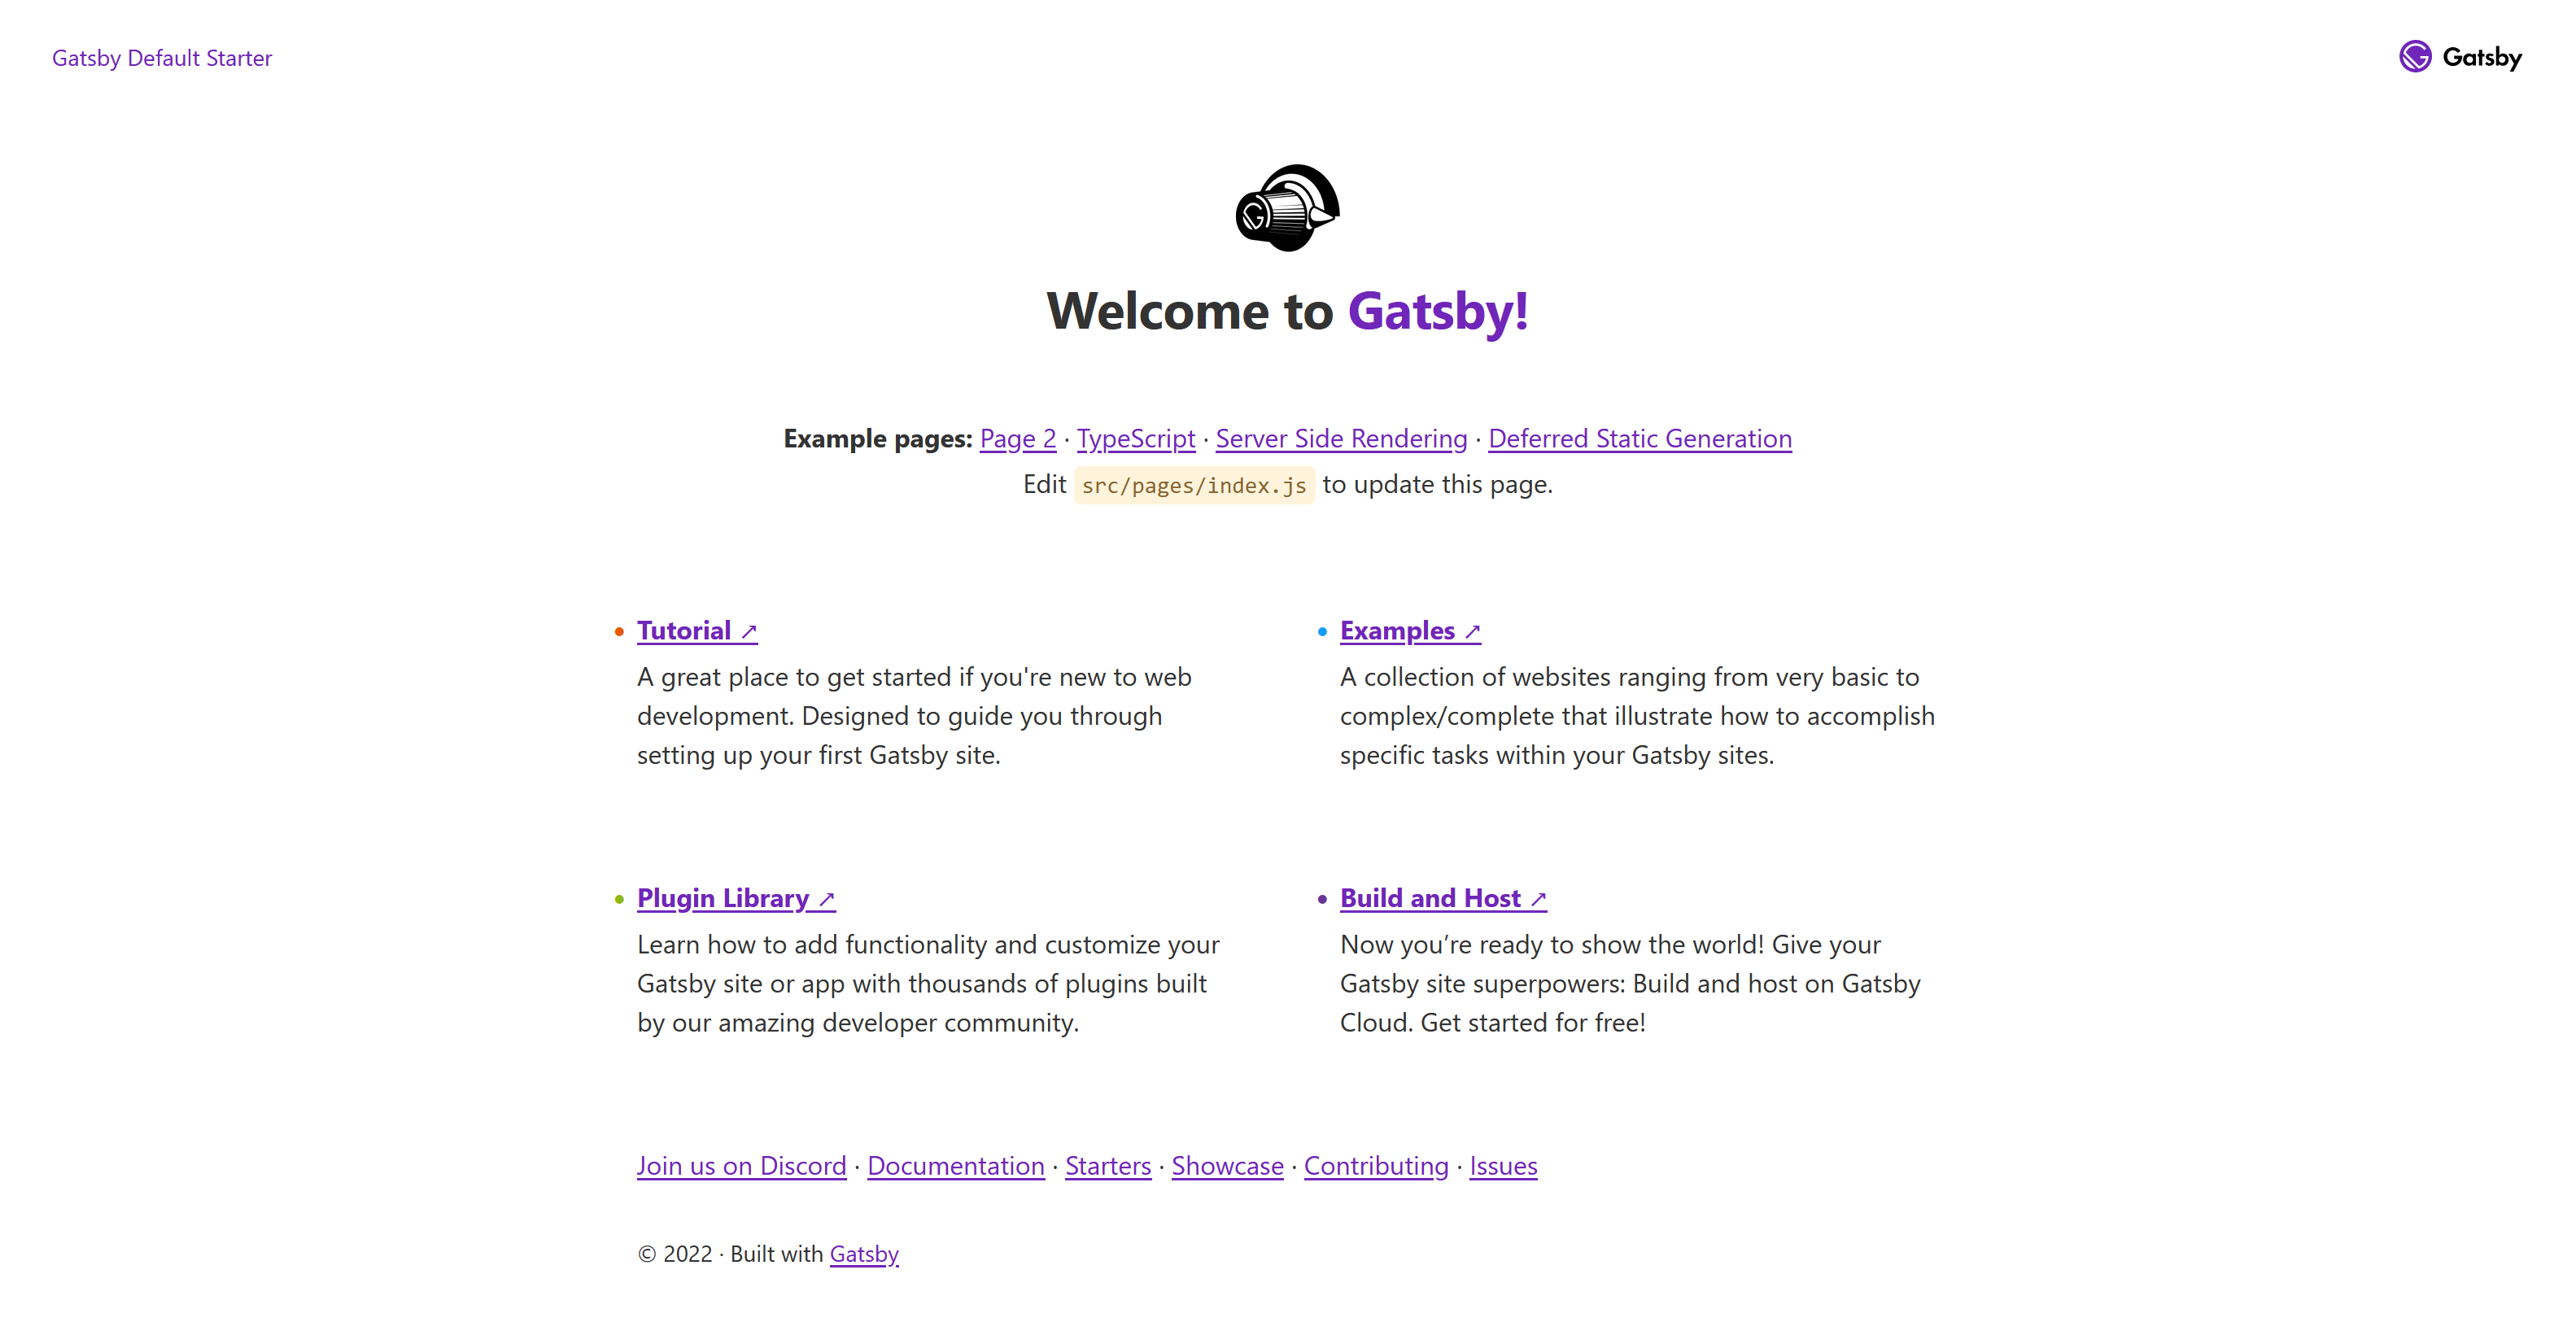 Gatsby Default Starter
Gatsby
Welcome to Gatsby!
Example pages: Page 2 · TypeScript · Server Side Rendering · Deferred Static Generation
Edit src/pages/index.js to update this page.
Tutorial ↗
A great place to get started if you're new to web
development. Designed to guide you through
setting up your first Gatsby site.
Examples ↗
A collection of websites ranging from very basic to
complex/complete that illustrate how to accomplish
specific tasks within your Gatsby sites.
Plugin Library ↗
Learn how to add functionality and customize your
Gatsby site or app with thousands of plugins built
by our amazing developer community.
Build and Host ↗
Now you’re ready to show the world! Give your
Gatsby site superpowers: Build and host on Gatsby
Cloud. Get started for free!
Join us on Discord · Documentation · Starters · Showcase · Contributing · Issues
© 2022 · Built with Gatsby